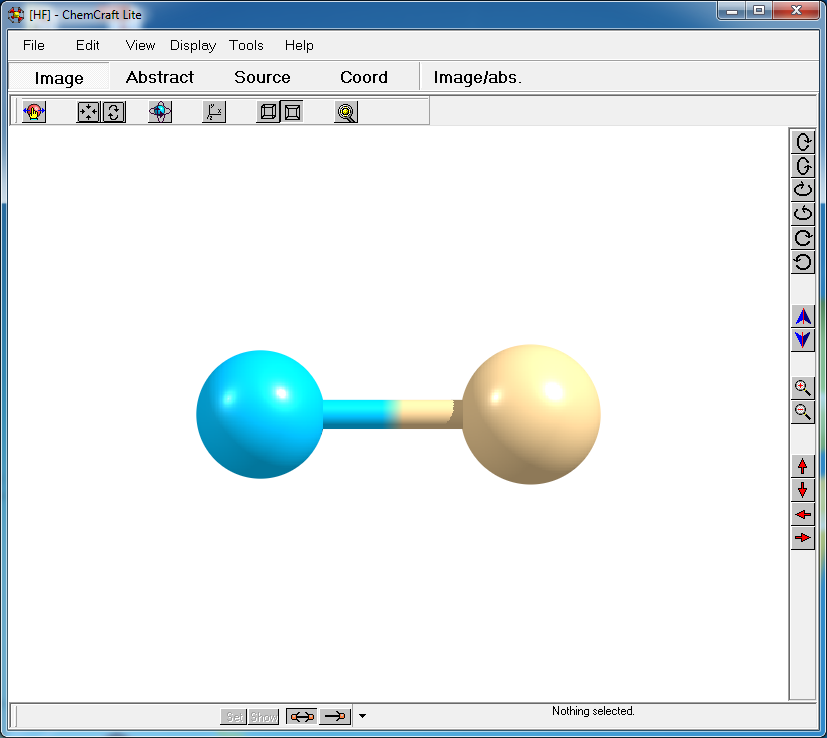 [HF] - ChemCraft Lite
File Edit View Display Tools Help
Image Abstract Source Coord Image/abs.
Set Show Nothing selected.